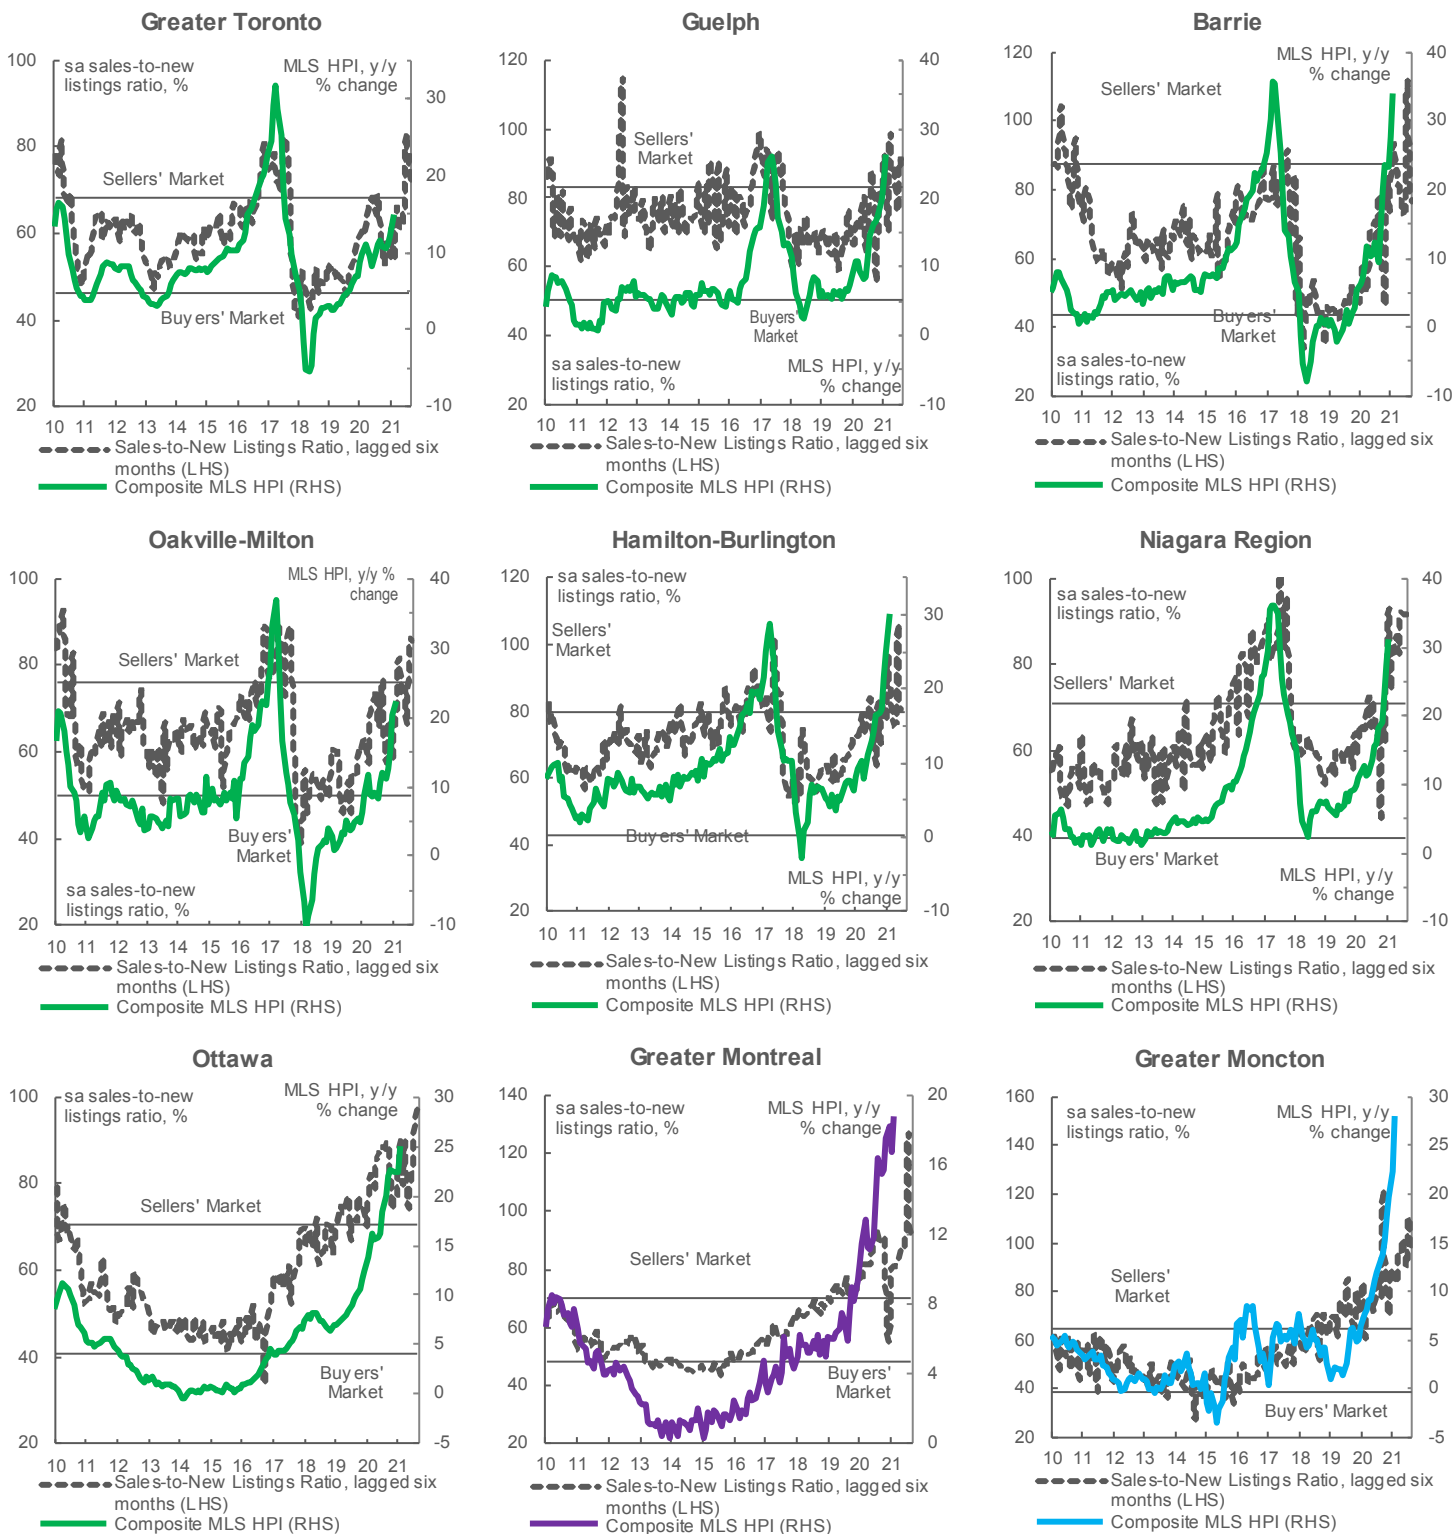 Greater Toronto
100
80
60
40
20
sa sales-to-new
listings ratio, %
MLS HPI, y/y
% change
30
20
10
0
-10
Sellers' Market
Buyers' Market
10 11 12 13 14 15 16 17 18 19 20 21
Sales-to-New Listings Ratio, lagged six
months (LHS)
Composite MLS HPI (RHS)
Guelph
120
100
80
60
40
20
40
30
20
10
0
-10
Sellers'
Market
Buyers'
Market
sa sales-to-new
listings ratio, %
MLS HPI, y/y
% change
10 11 12 13 14 15 16 17 18 19 20 21
Sales-to-New Listings Ratio, lagged six
months (LHS)
Composite MLS HPI (RHS)
Barrie
120
100
80
60
40
20
MLS HPI, y/y
% change
40
30
20
10
0
-10
Sellers' Market
Buyers'
Market
sa sales-to-new
listings ratio, %
10 11 12 13 14 15 16 17 18 19 20 21
Sales-to-New Listings Ratio, lagged six
months (LHS)
Composite MLS HPI (RHS)
Oakville-Milton
100
80
60
40
20
MLS HPI, y/y %
change
40
30
20
10
0
-10
Sellers' Market
Buyers'
Market
sa sales-to-new
listings ratio, %
10 11 12 13 14 15 16 17 18 19 20 21
Sales-to-New Listings Ratio, lagged six
months (LHS)
Composite MLS HPI (RHS)
Hamilton-Burlington
120
100
80
60
40
20
sa sales-to-new
listings ratio, %
30
20
10
0
-10
Sellers'
Market
Buyers' Market
MLS HPI, y/y
% change
10 11 12 13 14 15 16 17 18 19 20 21
Sales-to-New Listings Ratio, lagged six
months (LHS)
Composite MLS HPI (RHS)
Niagara Region
100
80
60
40
20
sa sales-to-new
listings ratio, %
40
30
20
10
0
-10
Sellers' Market
Buyers' Market
MLS HPI, y/y
% change
10 11 12 13 14 15 16 17 18 19 20 21
Sales-to-New Listings Ratio, lagged six
months (LHS)
Composite MLS HPI (RHS)
Ottawa
100
80
60
40
20
sa sales-to-new
listings ratio, %
MLS HPI, y/y
% change
30
25
20
15
10
5
0
-5
Sellers' Market
Buyers'
Market
10 11 12 13 14 15 16 17 18 19 20 21
Sales-to-New Listings Ratio, lagged six
months (LHS)
Composite MLS HPI (RHS)
Greater Montreal
140
120
100
80
60
40
20
sa sales-to-new
listings ratio, %
MLS HPI, y/y
% change
20
16
12
8
4
0
Sellers' Market
Buyers'
Market
10 11 12 13 14 15 16 17 18 19 20 21
Sales-to-New Listings Ratio, lagged six
months (LHS)
Composite MLS HPI (RHS)
Greater Moncton
160
140
120
100
80
60
40
20
sa sales-to-new
listings ratio, %
MLS HPI, y/y
% change
30
25
20
15
10
5
0
-5
Sellers'
Market
Buyers' Market
10 11 12 13 14 15 16 17 18 19 20 21
Sales-to-New Listings Ratio, lagged six
months (LHS)
Composite MLS HPI (RHS)